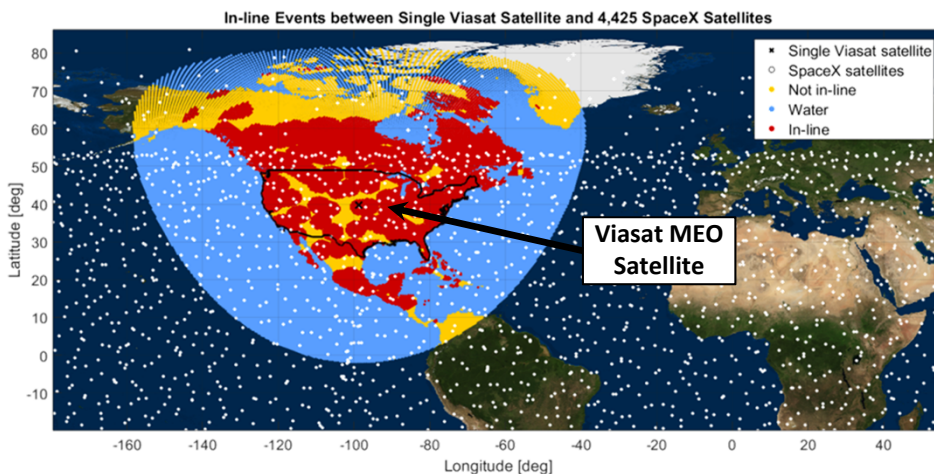 In-line Events between Single Viasat Satellite and 4,425 SpaceX Satellites
Single Viasat satellite
SpaceX satellites
Not in-line
Water
In-line
Viasat MEO
Satellite
Latitude [deg]
80
70
60
50
40
30
20
10
0
-10
-160 -140 -120 -100 -80 -60 -40 -20 0 20 40
Longitude [deg]